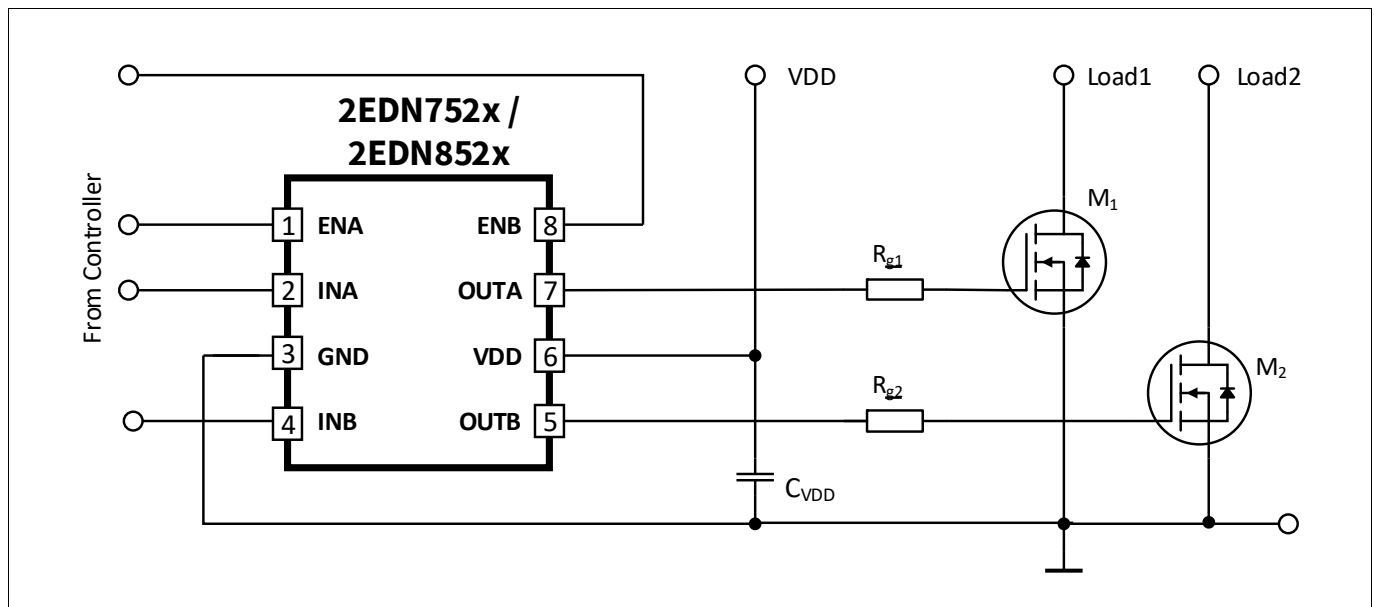 VDD
Load1
Load2
2EDN752x /
2EDN852x
From Controller
M1
1
ENA
ENB
8
Rg1
2
INA
OUTA
7
3
GND
VDD
6
M2
Rg2
4
INB
OUTB
5
CVDD